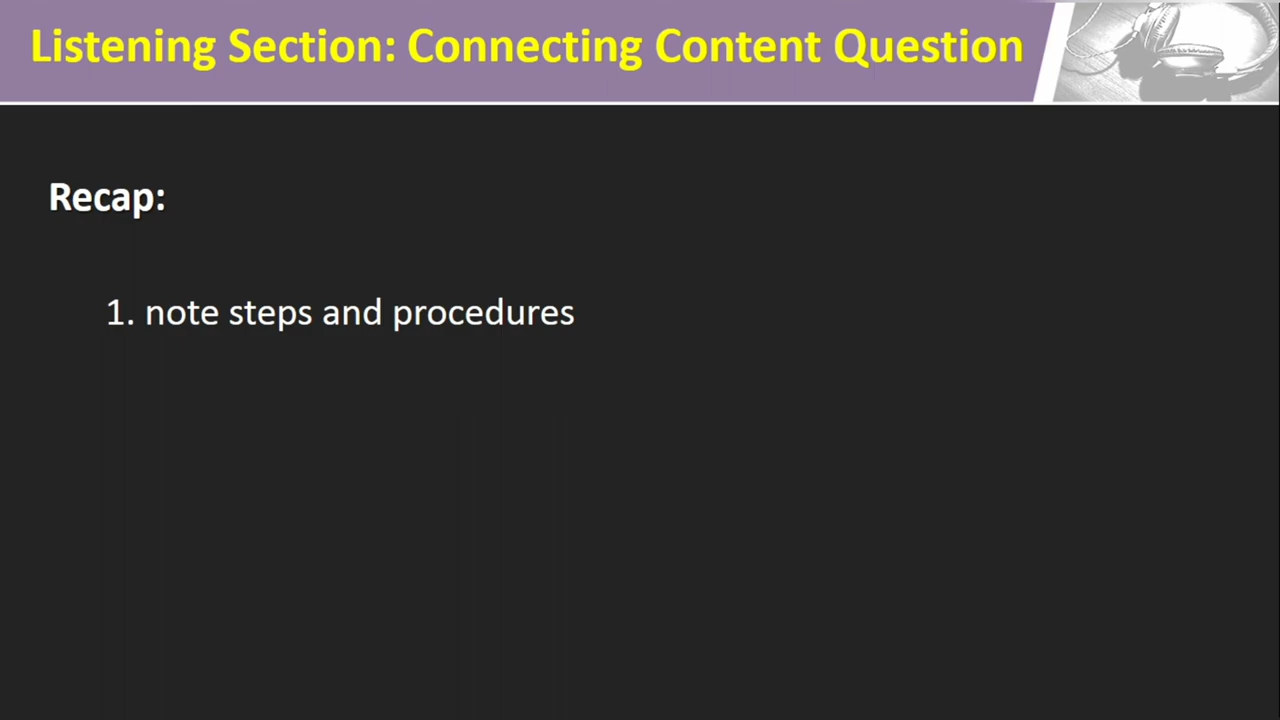 Listening Section: Connecting Content Question
Recap:
1. note steps and procedures